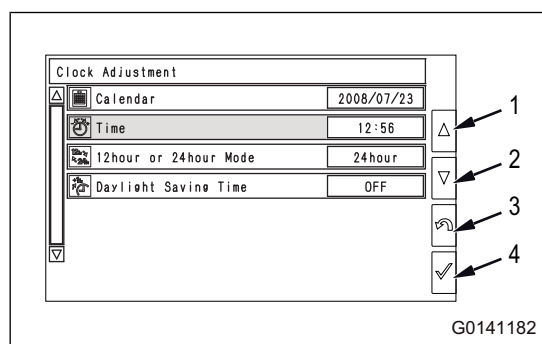 Clock Adjustment
Calendar 2008/07/23
Time 12:56
12hour or 24hour Mode 24hour
Daylight Saving Time OFF
1
2
3
4
G0141182